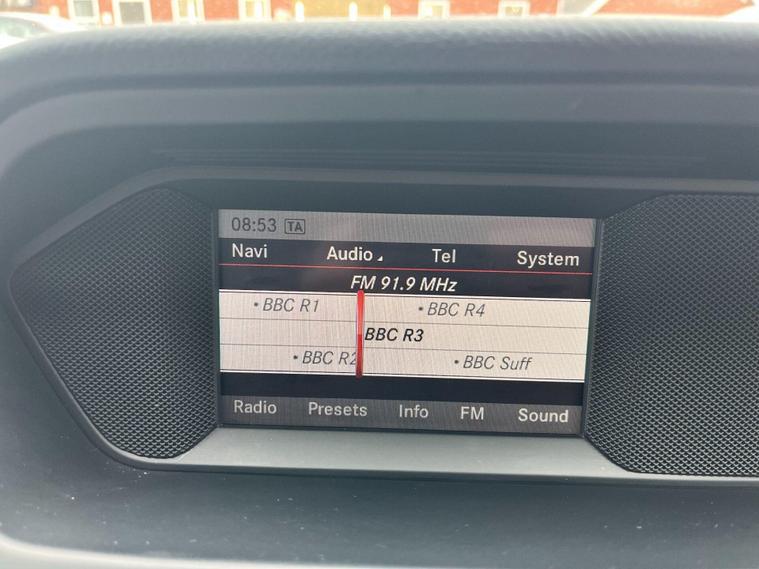 08:53 TA
Navi Audio Tel System
FM 91.9 MHz
• BBC R1 • BBC R4
BBC R3
• BBC R2 • BBC Suff
Radio Presets Info FM Sound